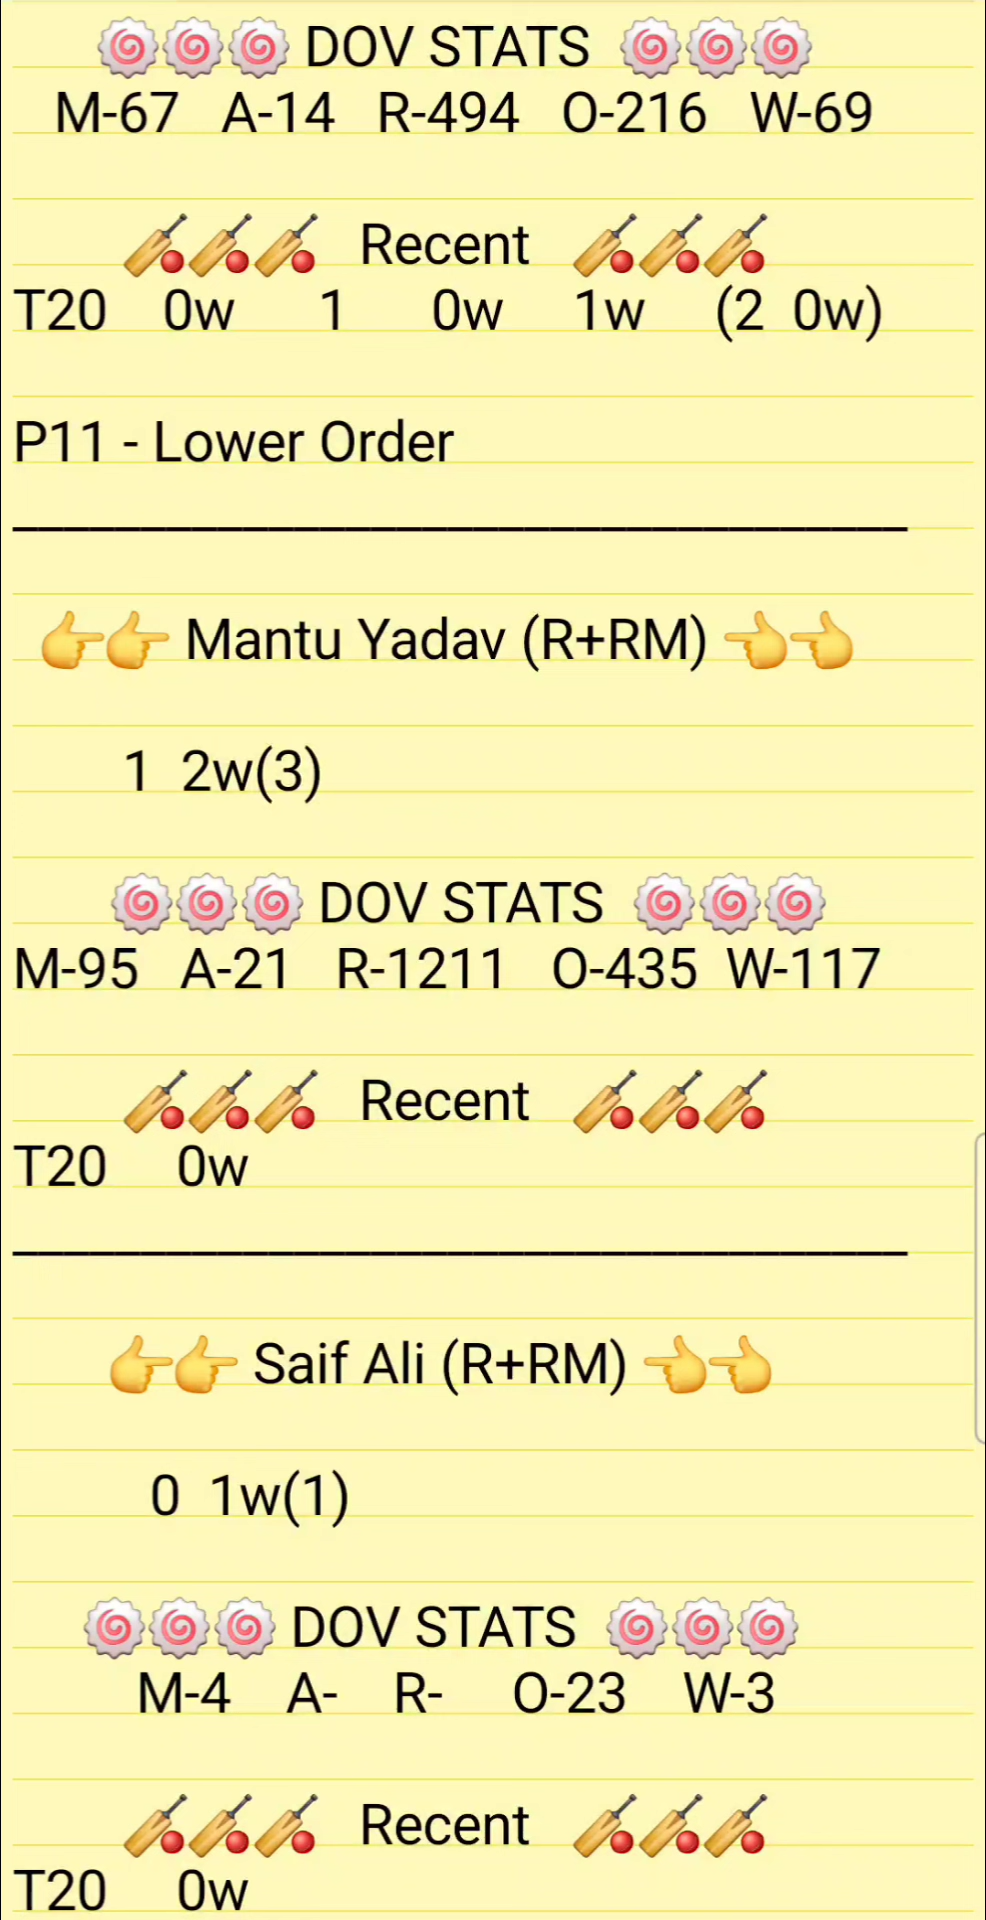 🍥🍥🍥 DOV STATS 🍥🍥🍥
M-67 A-14 R-494 O-216 W-69
🏏🏏🏏 Recent 🏏🏏🏏
T20 0w 1 0w 1w (2 0w)
P11 - Lower Order
👉👉 Mantu Yadav (R+RM) 👈👈
1 2w(3)
🍥🍥🍥 DOV STATS 🍥🍥🍥
M-95 A-21 R-1211 O-435 W-117
🏏🏏🏏 Recent 🏏🏏🏏
T20 0w
👉👉 Saif Ali (R+RM) 👈👈
0 1w(1)
🍥🍥🍥 DOV STATS 🍥🍥🍥
M-4 A- R- O-23 W-3
🏏🏏🏏 Recent 🏏🏏🏏
T20 0w